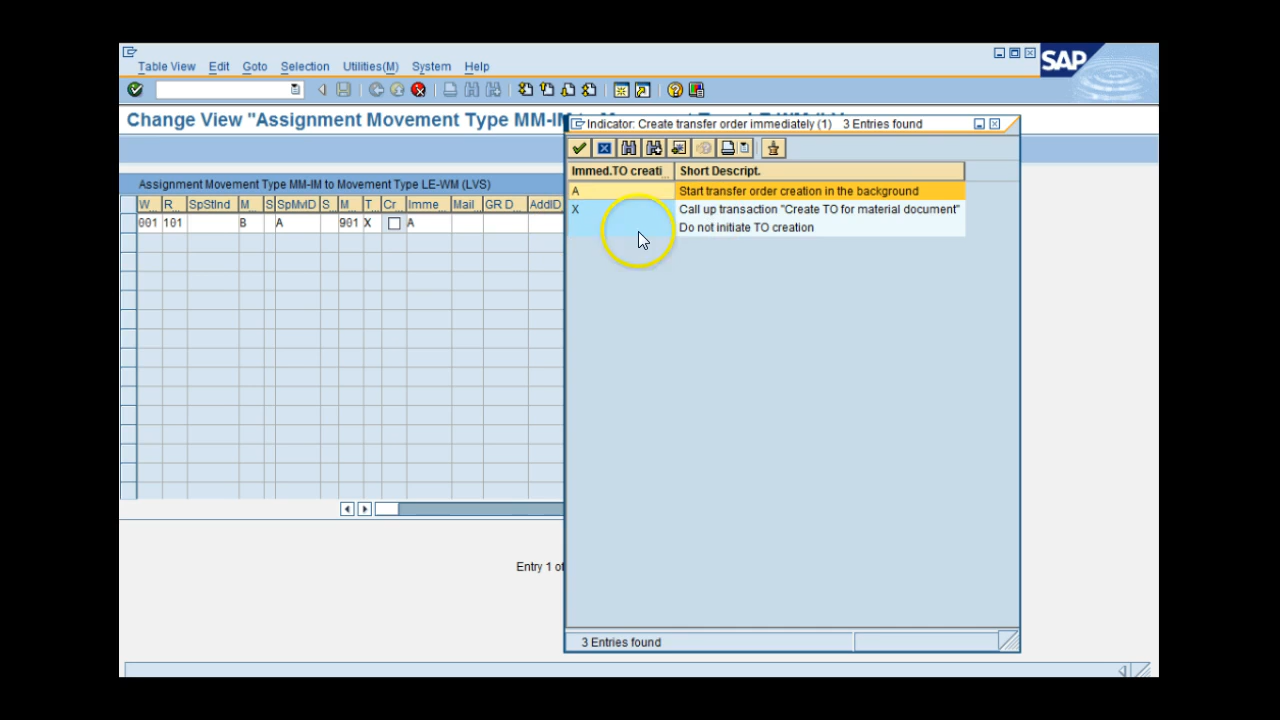 Table View Edit Goto Selection Utilities(M) System Help
SAP
Change View "Assignment Movement Type MM-IM
Assignment Movement Type MM-IM to Movement Type LE-WM (LVS)
W R SpStInd M... S SpMvID S.. M... T.. Cr.. Imme... Mail... GR D... AddID
001 101 B A 901 X A
Entry 1 of
Indicator: Create transfer order immediately (1) 3 Entries found
Immed.TO creati... Short Descript.
A Start transfer order creation in the background
X Call up transaction "Create TO for material document"
Do not initiate TO creation
3 Entries found